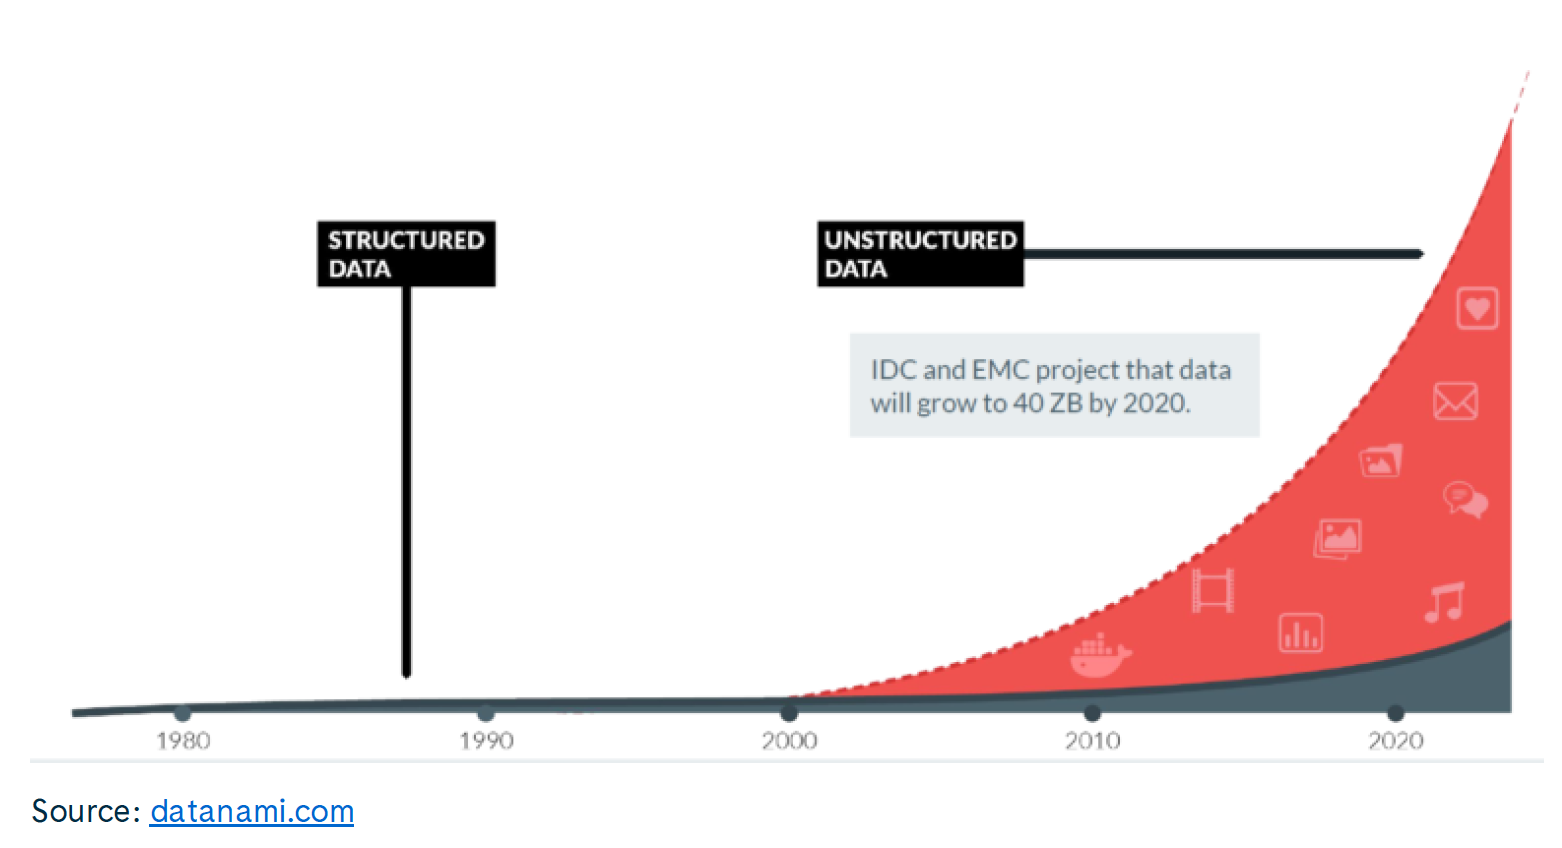 STRUCTURED
DATA
UNSTRUCTURED
DATA
IDC and EMC project that data
will grow to 40 ZB by 2020.
1980
1990
2000
2010
2020
Source: datanami.com